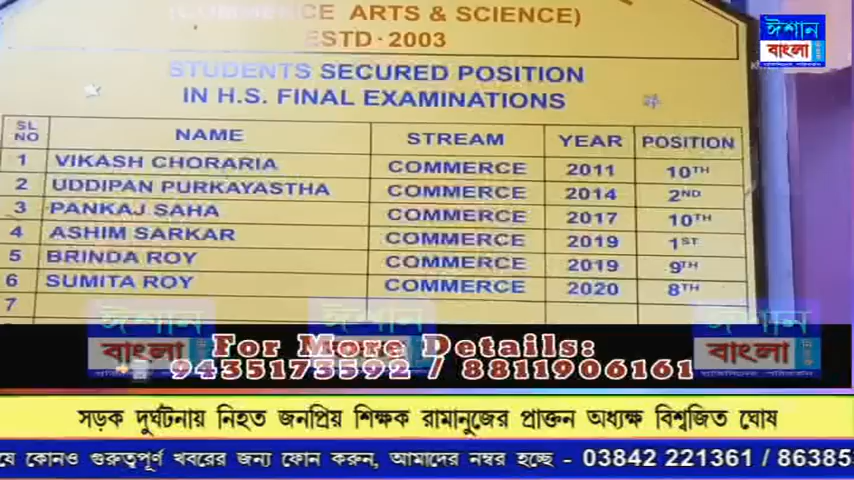 (COMMERCE ARTS & SCIENCE)
ESTD·2003
STUDENTS SECURED POSITION
IN H.S. FINAL EXAMINATIONS
SL NO NAME STREAM YEAR POSITION
1 VIKASH CHORARIA COMMERCE 2011 10TH
2 UDDIPAN PURKAYASTHA COMMERCE 2014 2ND
3 PANKAJ SAHA COMMERCE 2017 10TH
4 ASHIM SARKAR COMMERCE 2019 1ST
5 BRINDA ROY COMMERCE 2019 9TH
6 SUMITA ROY COMMERCE 2020 8TH
7
ঈশান
বাংলা
ঈশান
বাংলা
ঈশান
ঈশান
বাংলা
For More Details:
9435173592 / 8811906161
সড়ক দুর্ঘটনায় নিহত জনপ্রিয় শিক্ষক রামানুজের প্রাক্তন অধ্যক্ষ বিশ্বজিত ঘোষ
যে কোনও গুরুত্বপূর্ণ খবরের জন্য ফোন করুন, আমাদের নম্বর হচ্ছে - 03842 221361 / 86385